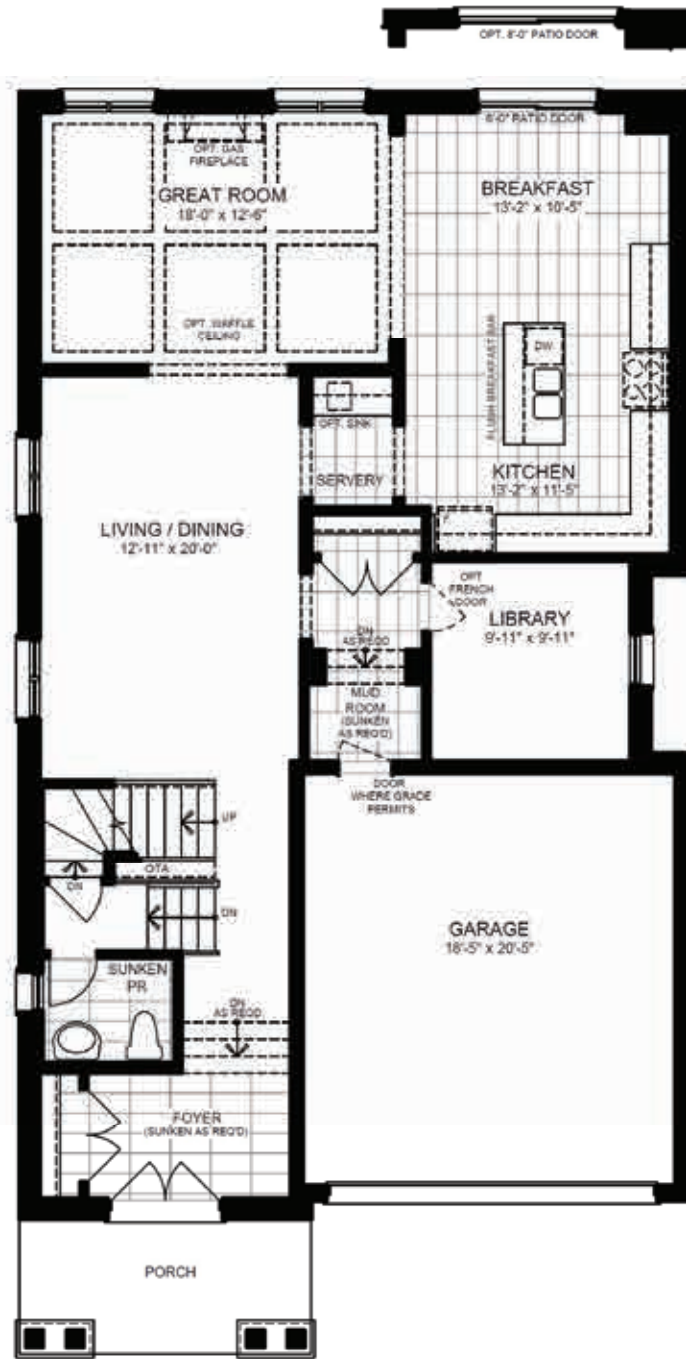 OPT. 8'-0" PATIO DOOR
6'-0" PATIO DOOR
OPT. GAS
FIREPLACE
GREAT ROOM
18'-0" x 12'-6"
BREAKFAST
13'-2" x 10'-5"
OPT. WAFFLE
CEILING
FLUSH BREAKFAST BAR
DW
OPT. SINK
SERVERY
KITCHEN
13'-2" x 11'-5"
LIVING / DINING
12'-11" x 20'-0"
OPT
FRENCH
DOOR
LIBRARY
9'-11" x 9'-11"
DN
AS REQD
MUD
ROOM
(SUNKEN
AS REQ'D)
DOOR
WHERE GRADE
PERMITS
UP
OTA
DN
DN
GARAGE
18'-5" x 20'-5"
SUNKEN
PR
DN
AS REQD
FOYER
(SUNKEN AS REQ'D)
PORCH